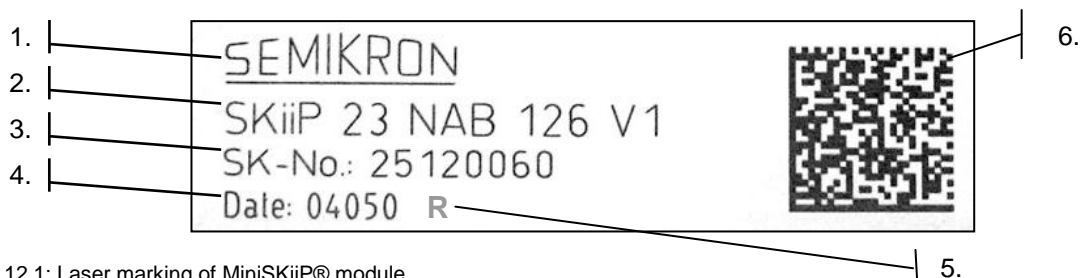 1.
2.
3.
4.
SEMIKRON
SKiiP 23 NAB 126 V1
SK-No.: 25120060
Date: 04050 R
6.
5.
12.1: Laser marking of MiniSKiiP® module